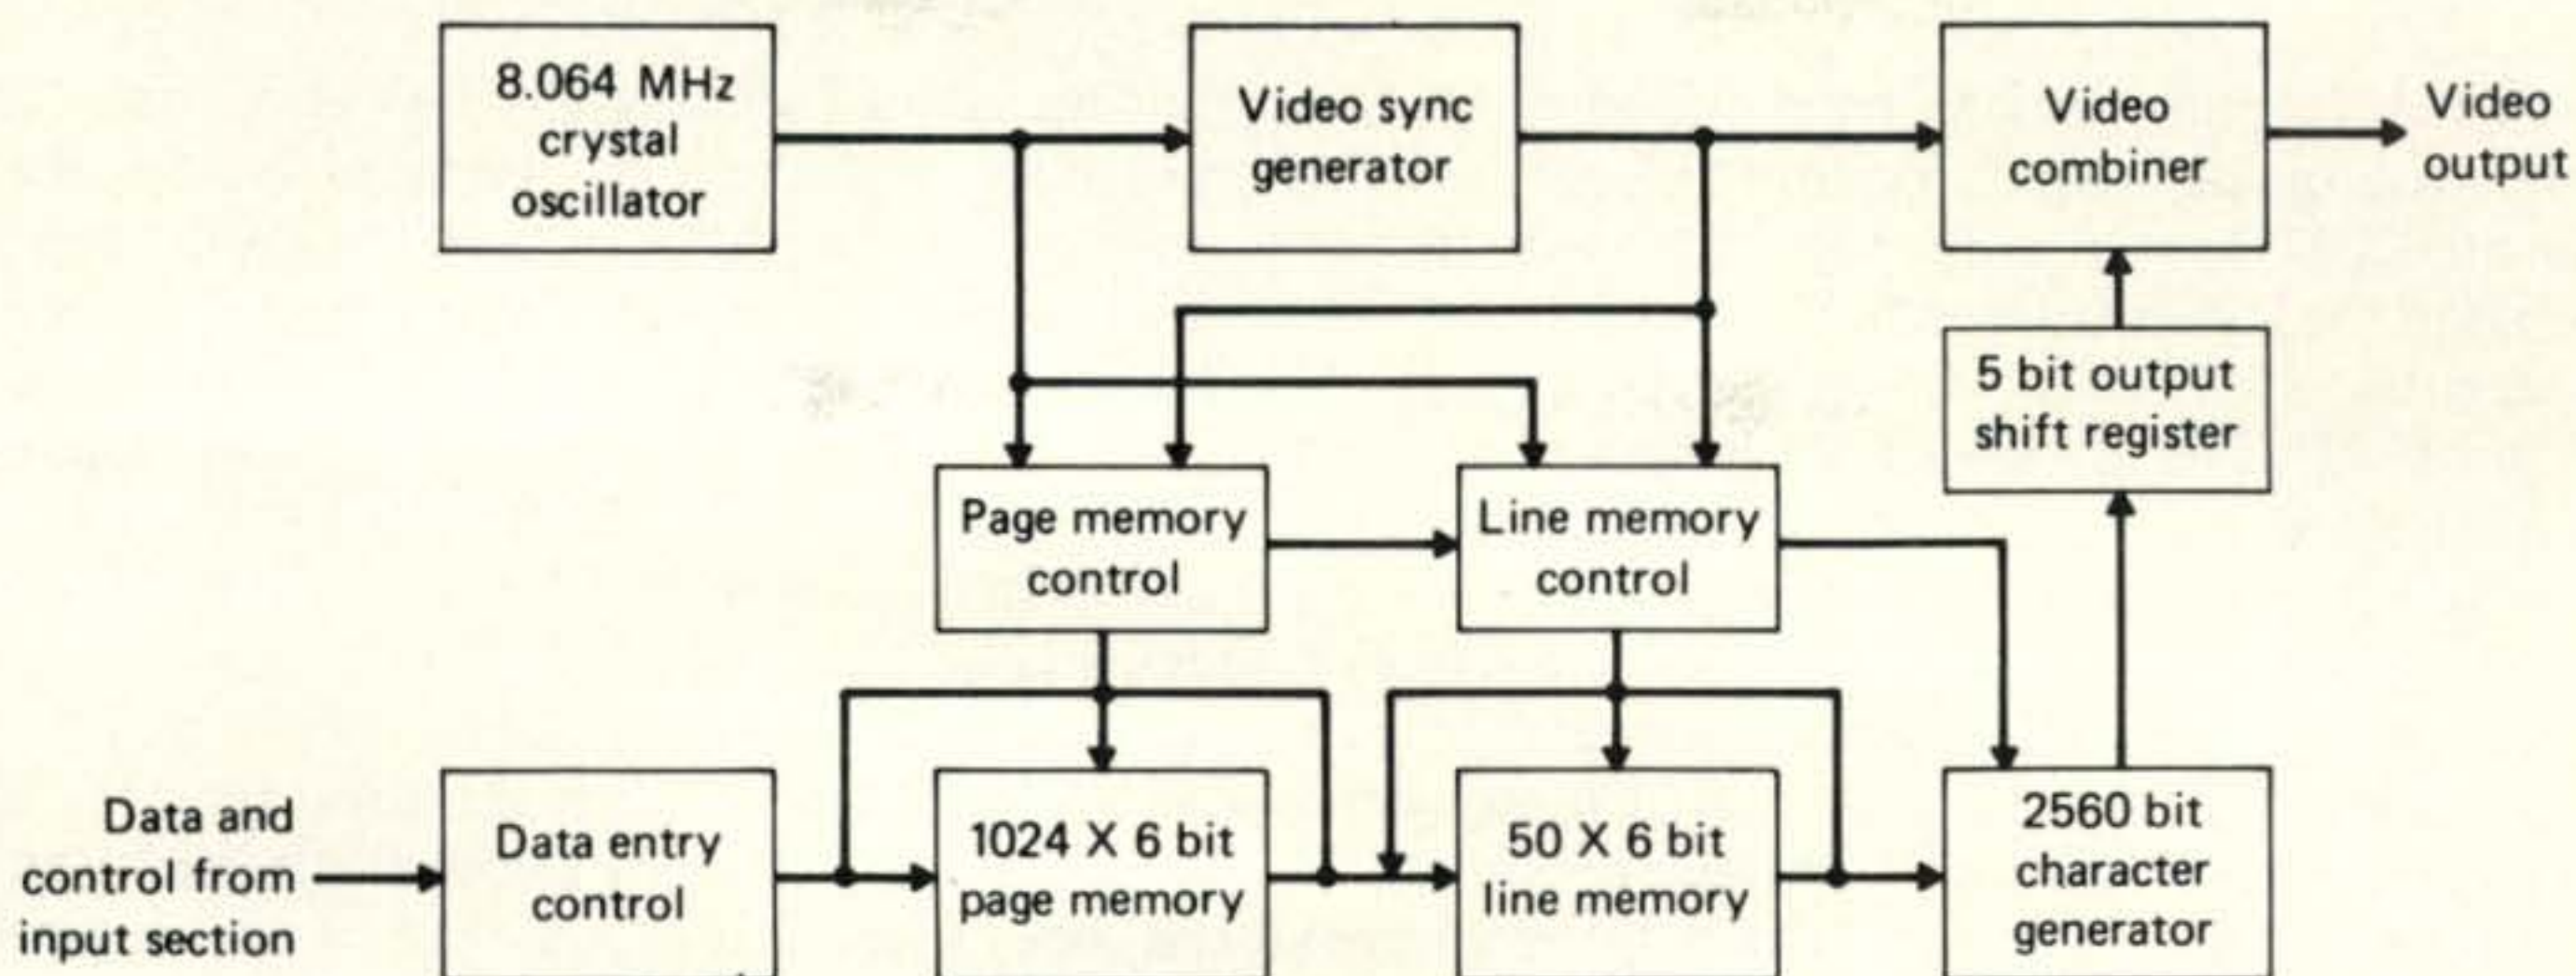 8.064 MHz
crystal
oscillator
Video sync
generator
Video
combiner
Video
output
5 bit output
shift register
Page memory
control
Line memory
control
Data and
control from
input section
Data entry
control
1024 X 6 bit
page memory
50 X 6 bit
line memory
2560 bit
character
generator